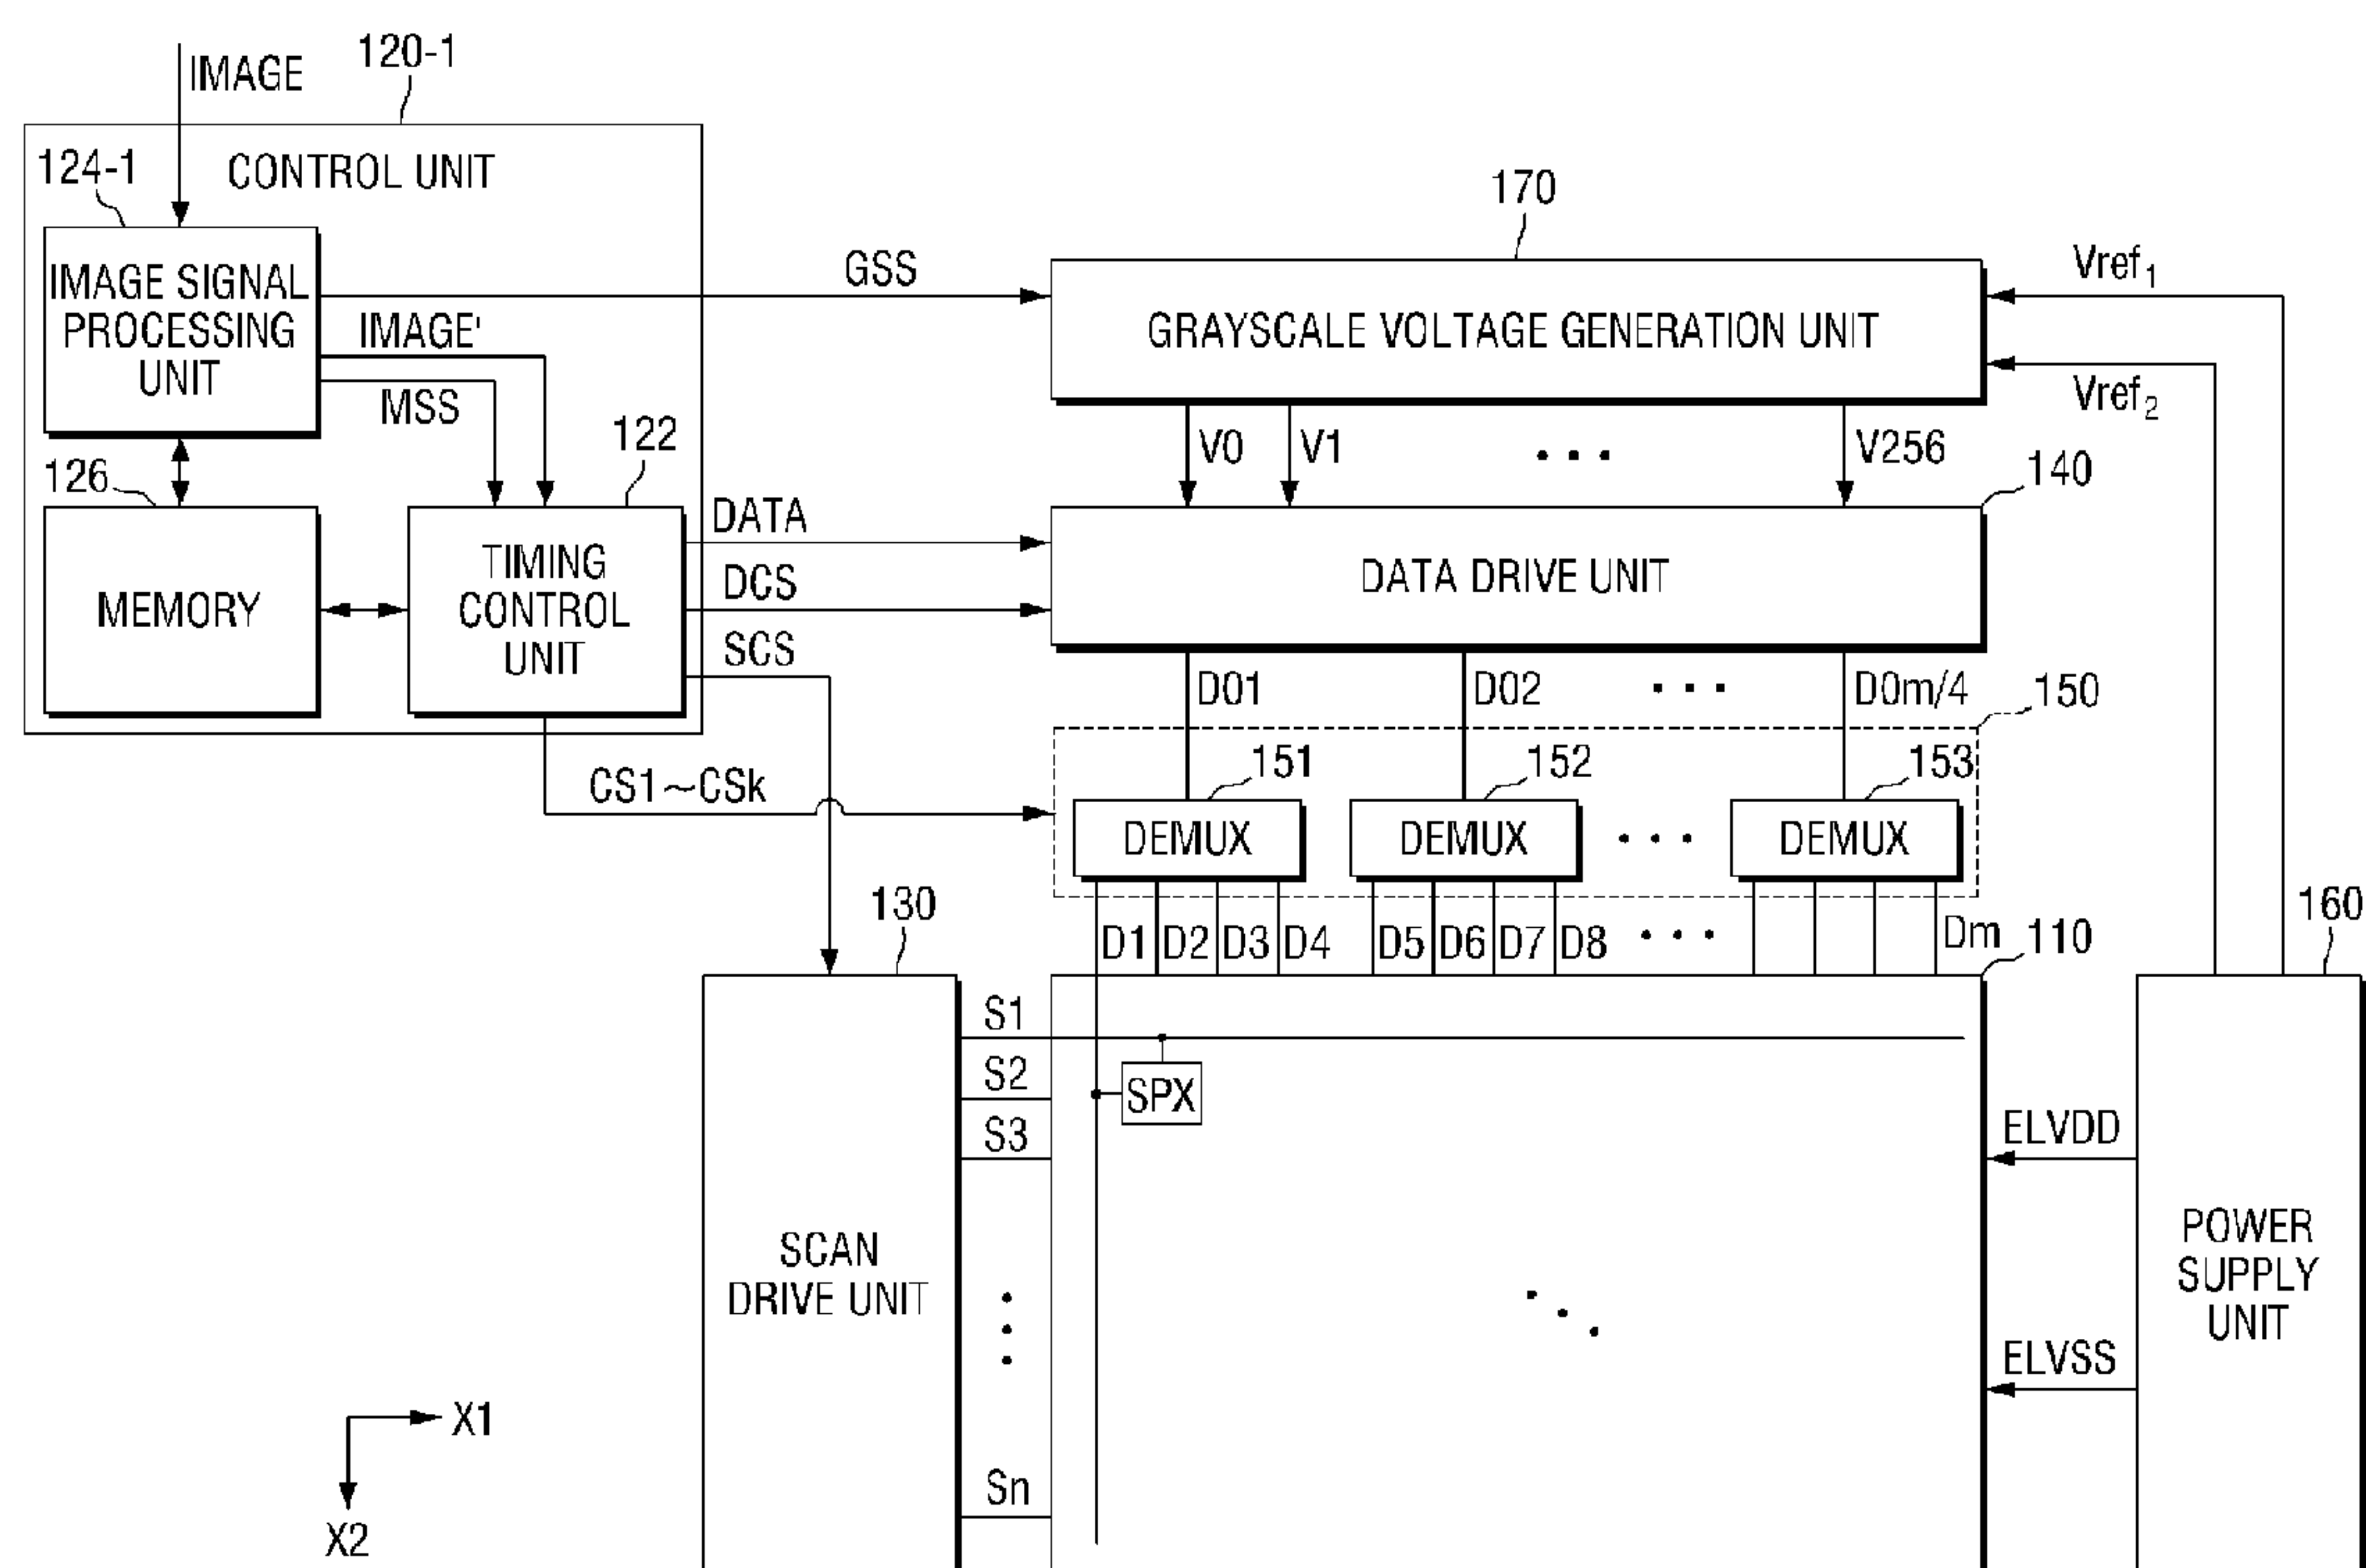 120-1
IMAGE
124-1
CONTROL UNIT
170
IMAGE SIGNAL
PROCESSING
UNIT
GSS
GRAYSCALE VOLTAGE GENERATION UNIT
Vref1
Vref2
IMAGE'
MSS
122
V0
V1
• • •
V256
140
126
MEMORY
TIMING
CONTROL
UNIT
DATA
DCS
SCS
DATA DRIVE UNIT
D01
D02
• • •
D0m/4
150
CS1~CSk
151
152
153
DEMUX
DEMUX
• • •
DEMUX
130
D1
D2
D3
D4
D5
D6
D7
D8
• • •
Dm
110
160
S1
S2
S3
SPX
ELVDD
SCAN
DRIVE UNIT
POWER
SUPPLY
UNIT
ELVSS
Sn
X1
X2